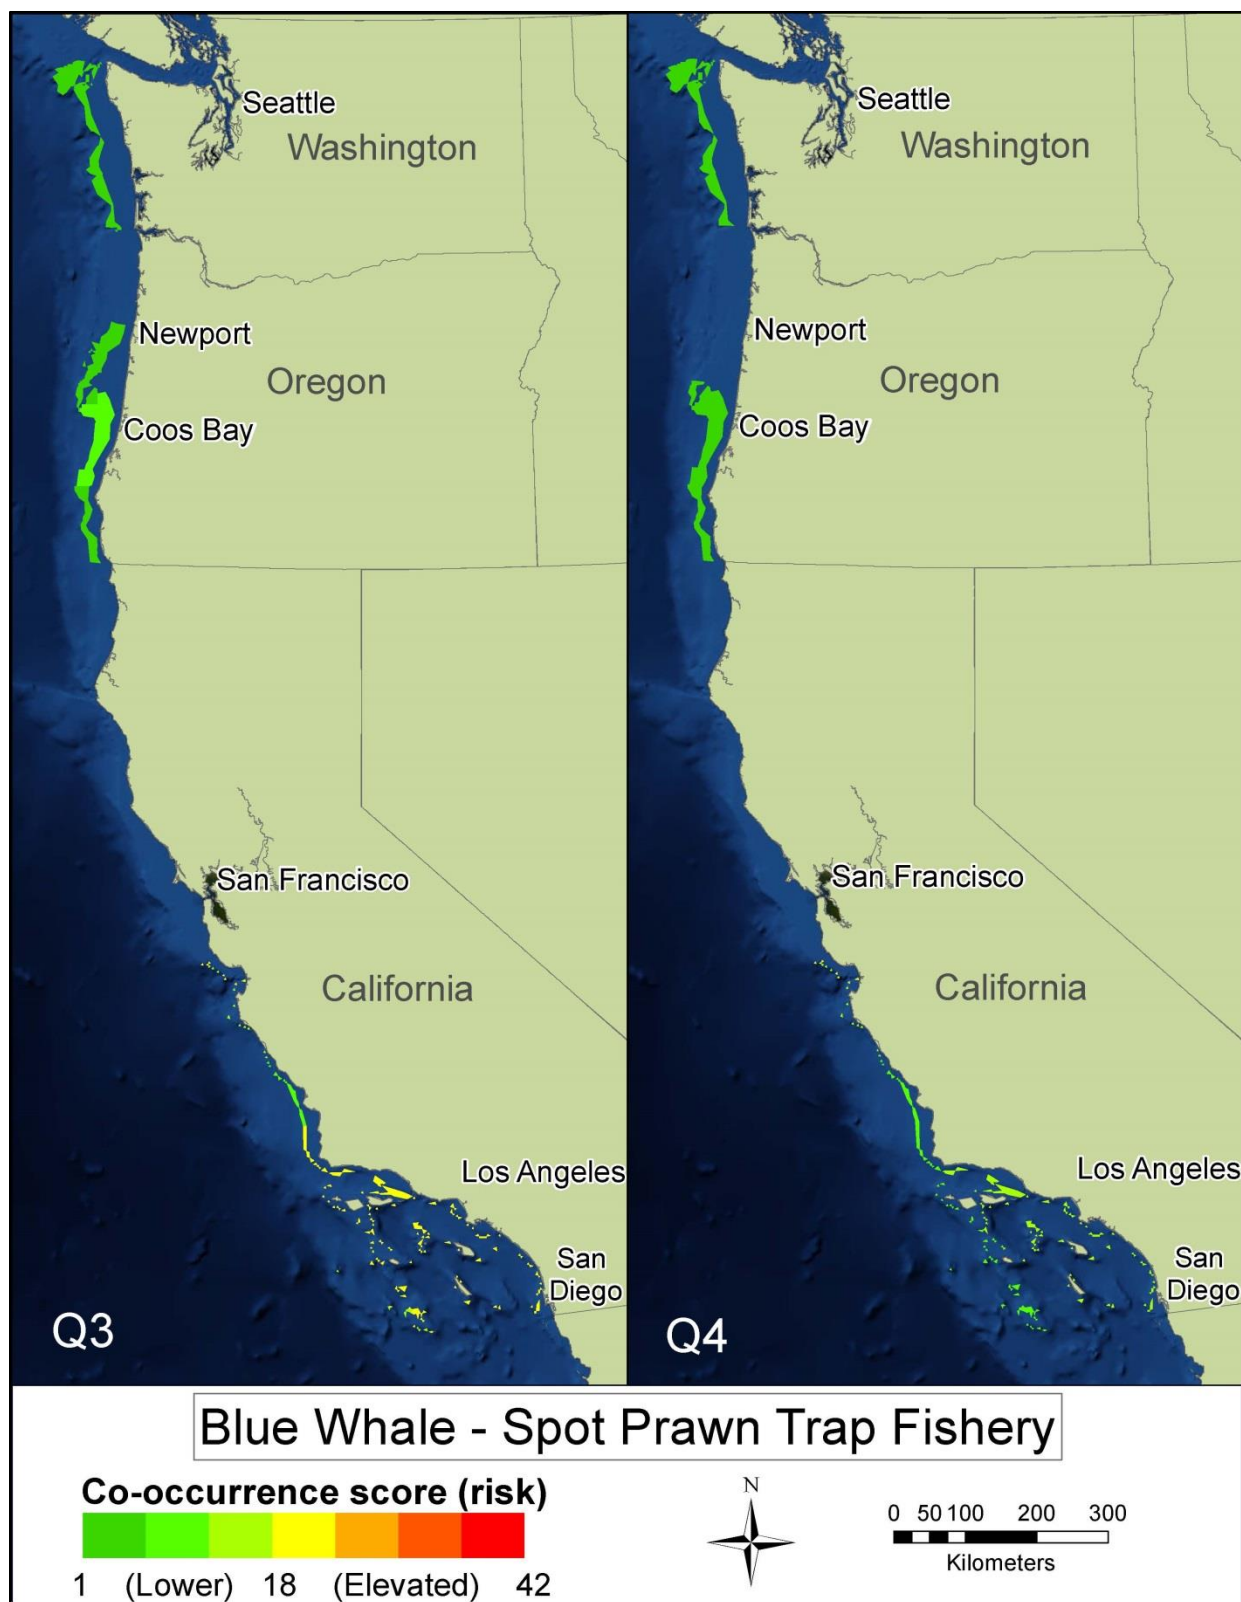 Seattle
Washington
Newport
Oregon
Coos Bay
San Francisco
California
Los Angeles
San
Diego
Q3
Seattle
Washington
Newport
Oregon
Coos Bay
San Francisco
California
Los Angeles
San
Diego
Q4
Blue Whale - Spot Prawn Trap Fishery
Co-occurrence score (risk)
1 (Lower) 18 (Elevated) 42
N
0 50 100 200 300
Kilometers